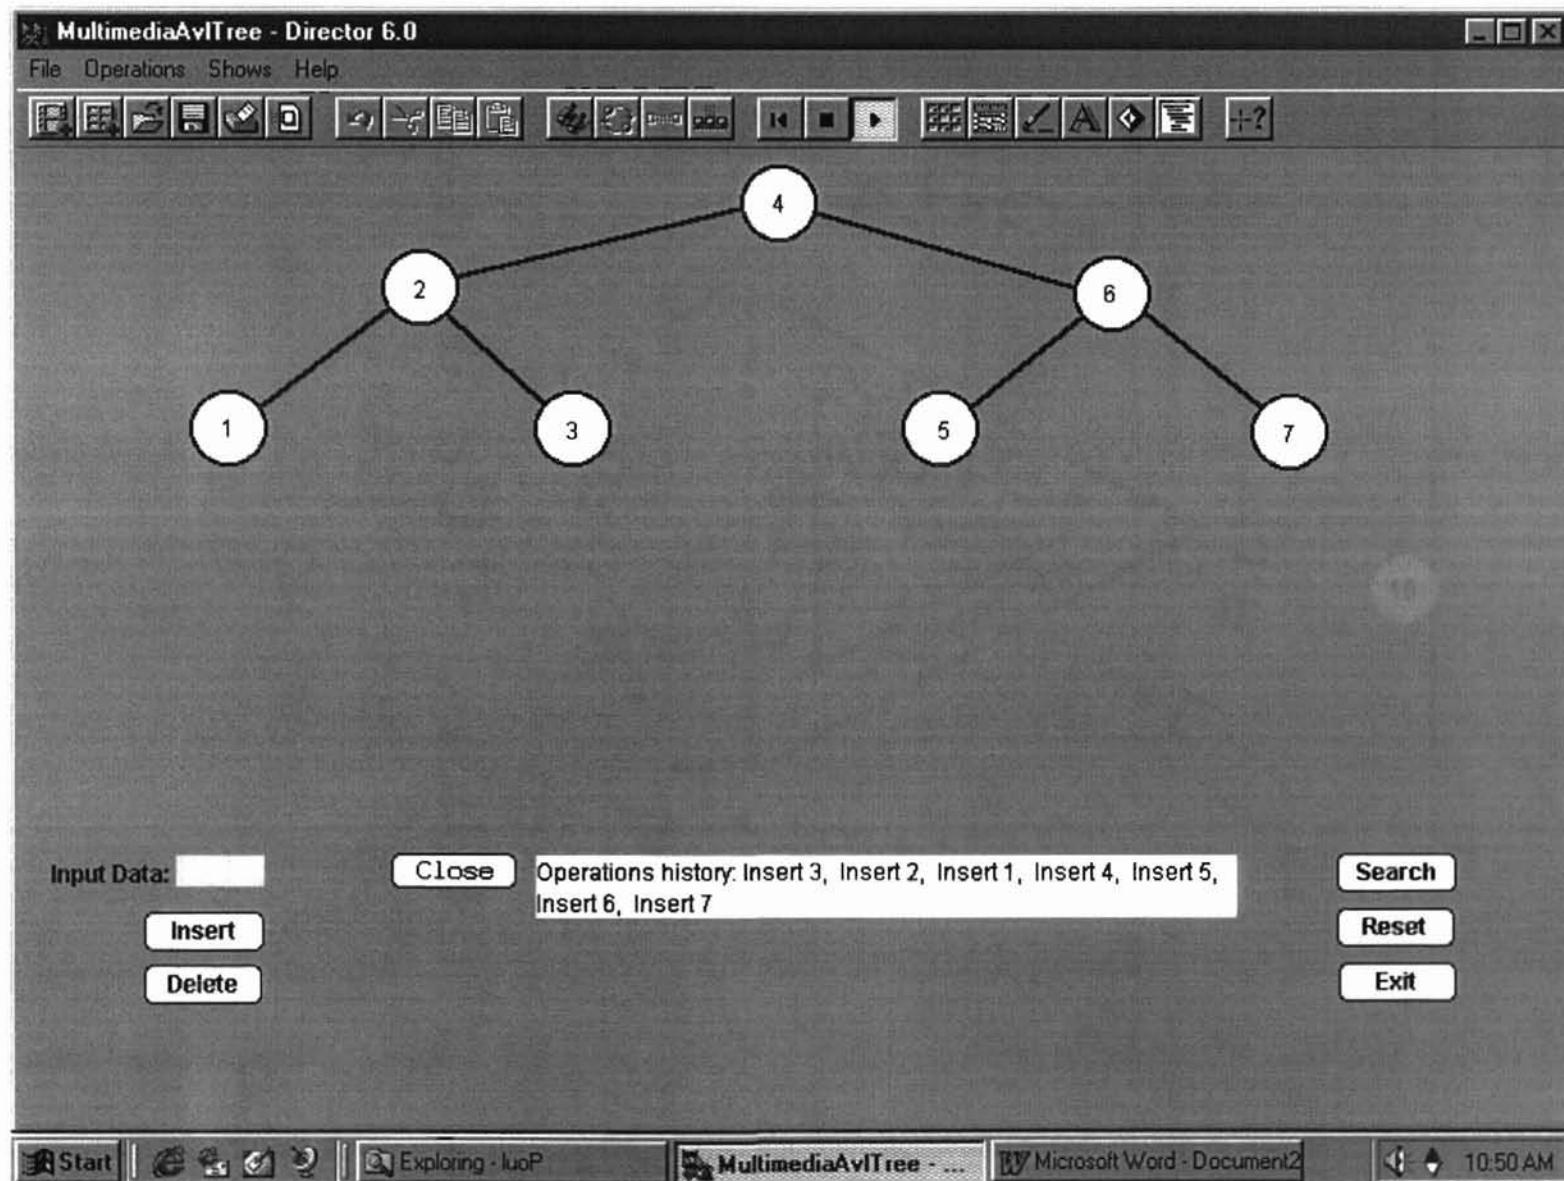 MultimediaAvlTree - Director 6.0
File Operations Shows Help
4
2
6
1
3
5
7
Input Data:
Close
Operations history: Insert 3, Insert 2, Insert 1, Insert 4, Insert 5,
Insert 6, Insert 7
Search
Insert
Reset
Delete
Exit
Start
Exploring - luoP
MultimediaAvlTree - ...
Microsoft Word - Document2
10:50 AM